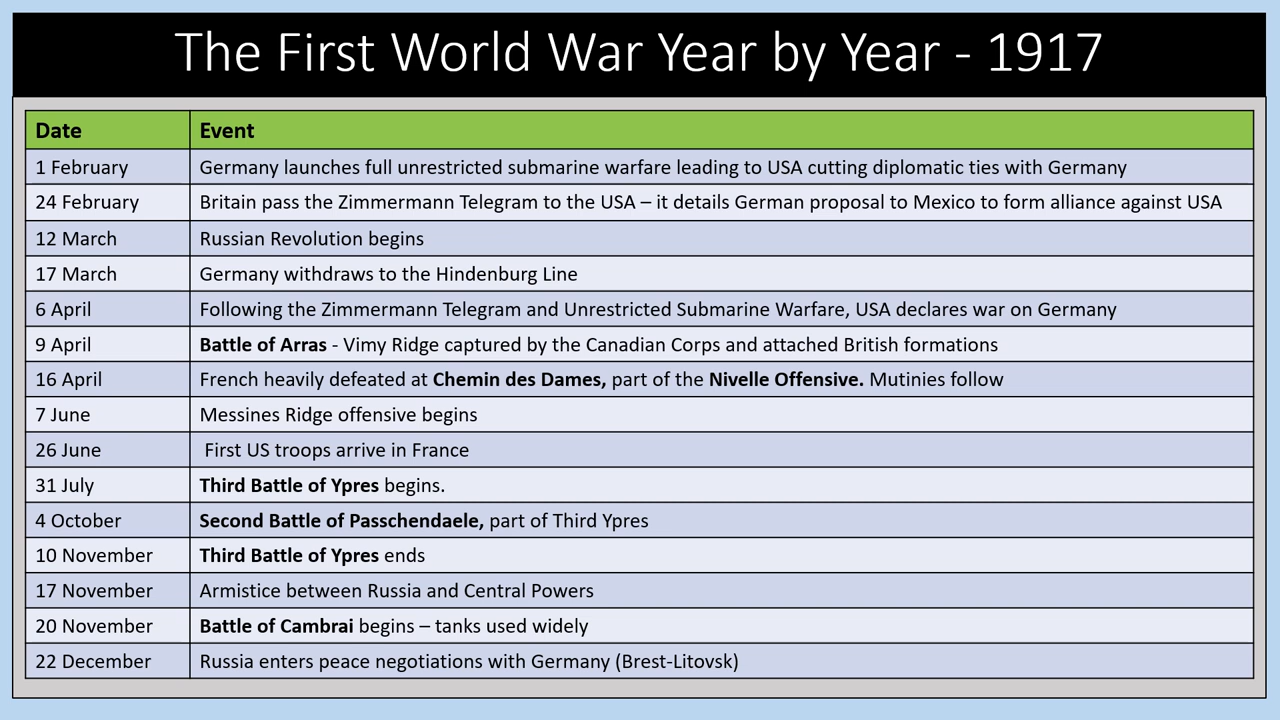 The First World War Year by Year - 1917
Date Event
1 February Germany launches full unrestricted submarine warfare leading to USA cutting diplomatic ties with Germany
24 February Britain pass the Zimmermann Telegram to the USA – it details German proposal to Mexico to form alliance against USA
12 March Russian Revolution begins
17 March Germany withdraws to the Hindenburg Line
6 April Following the Zimmermann Telegram and Unrestricted Submarine Warfare, USA declares war on Germany
9 April Battle of Arras - Vimy Ridge captured by the Canadian Corps and attached British formations
16 April French heavily defeated at Chemin des Dames, part of the Nivelle Offensive. Mutinies follow
7 June Messines Ridge offensive begins
26 June First US troops arrive in France
31 July Third Battle of Ypres begins.
4 October Second Battle of Passchendaele, part of Third Ypres
10 November Third Battle of Ypres ends
17 November Armistice between Russia and Central Powers
20 November Battle of Cambrai begins – tanks used widely
22 December Russia enters peace negotiations with Germany (Brest-Litovsk)